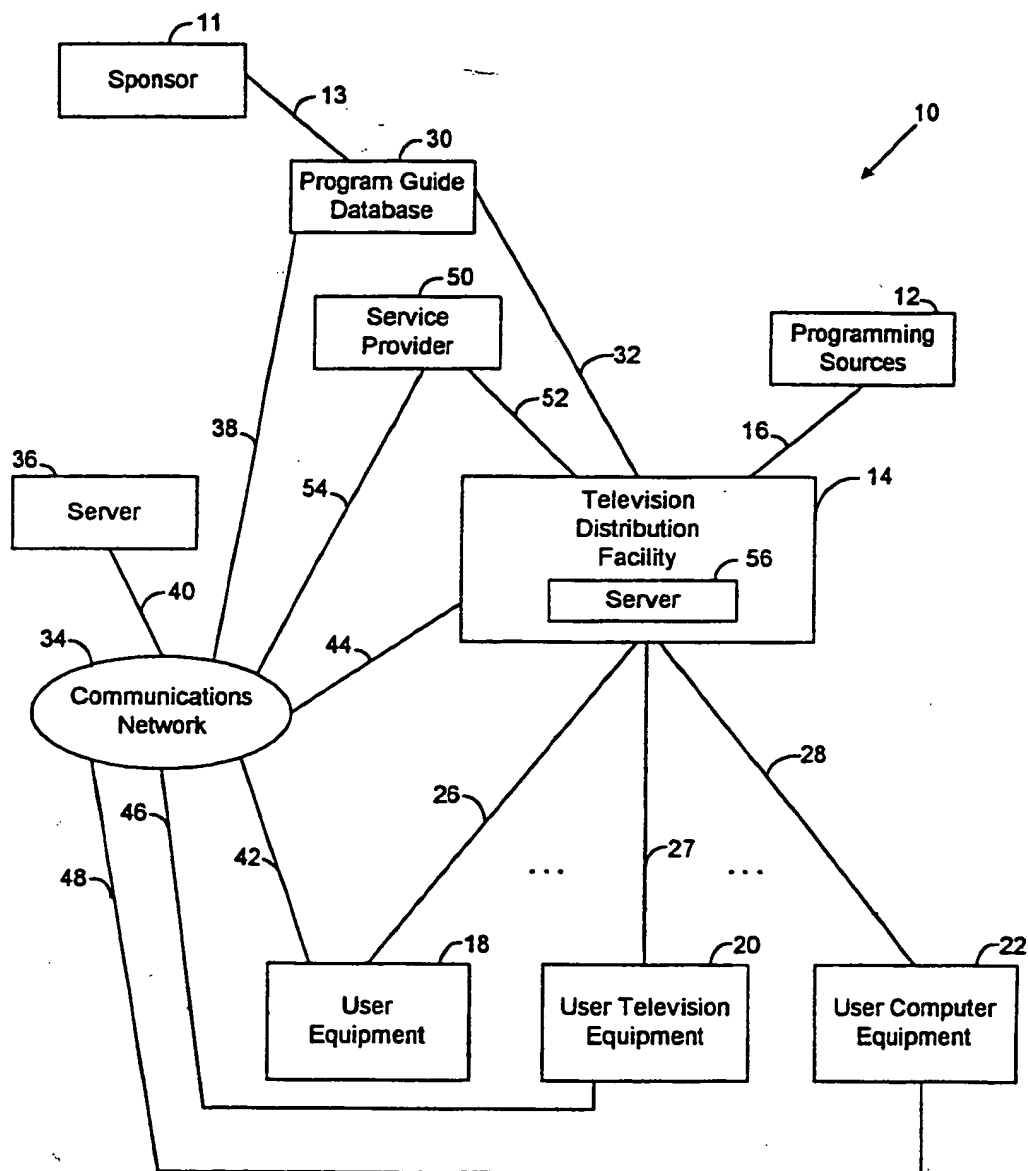 11
Sponsor
13
10
30
Program Guide
Database
50
Service
Provider
12
Programming
Sources
32
52
16
38
36
Server
54
14
Television
Distribution
Facility
56
Server
40
34
44
Communications
Network
28
26
46
27
42
48
... ...
18
User
Equipment
20
User Television
Equipment
22
User Computer
Equipment